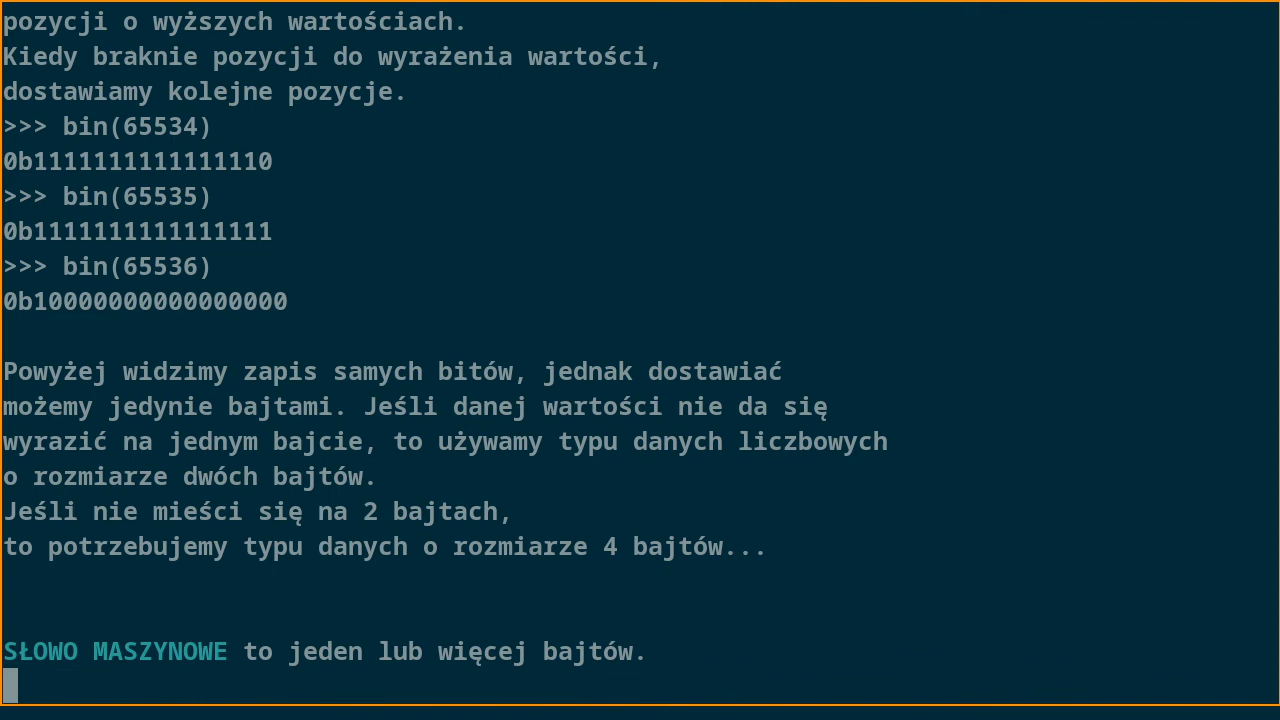 pozycji o wyższych wartościach.
Kiedy braknie pozycji do wyrażenia wartości,
dostawiamy kolejne pozycje.
>>> bin(65534)
0b1111111111111110
>>> bin(65535)
0b1111111111111111
>>> bin(65536)
0b10000000000000000
Powyżej widzimy zapis samych bitów, jednak dostawiać
możemy jedynie bajtami. Jeśli danej wartości nie da się
wyrazić na jednym bajcie, to używamy typu danych liczbowych
o rozmiarze dwóch bajtów.
Jeśli nie mieści się na 2 bajtach,
to potrzebujemy typu danych o rozmiarze 4 bajtów...
SŁOWO MASZYNOWE to jeden lub więcej bajtów.